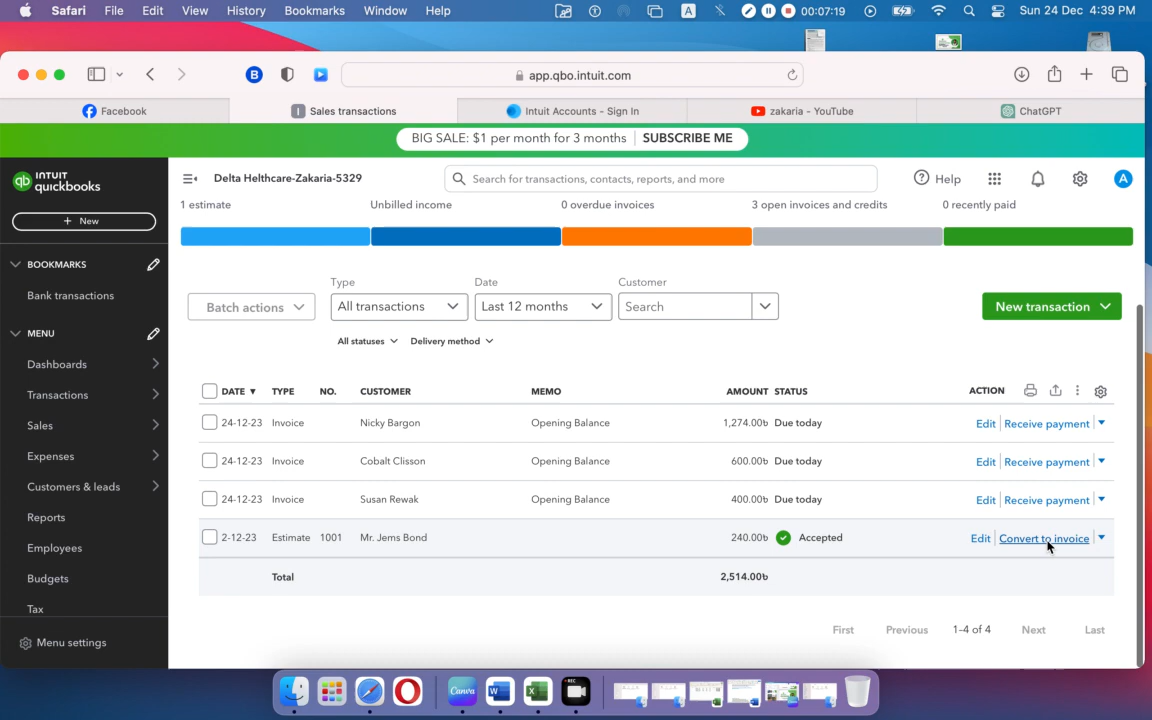 Safari File Edit View History Bookmarks Window Help A 00:07:19 Sun 24 Dec 4:39 PM
B app.qbo.intuit.com
Facebook I Sales transactions Intuit Accounts - Sign In zakaria - YouTube ChatGPT
BIG SALE: $1 per month for 3 months | SUBSCRIBE ME
qb INTUIT quickbooks
Delta Helthcare-Zakaria-5329 Search for transactions, contacts, reports, and more Help A
+ New
BOOKMARKS
Bank transactions
MENU
Dashboards
Transactions
Sales
Expenses
Customers & leads
Reports
Employees
Budgets
Tax
Menu settings
1 estimate Unbilled income 0 overdue invoices 3 open invoices and credits 0 recently paid
Type Date Customer
Batch actions All transactions Last 12 months Search New transaction
All statuses Delivery method
DATE ▼ TYPE NO. CUSTOMER MEMO AMOUNT STATUS ACTION
24-12-23 Invoice Nicky Bargon Opening Balance 1,274.00৳ Due today Edit | Receive payment
24-12-23 Invoice Cobalt Clisson Opening Balance 600.00৳ Due today Edit | Receive payment
24-12-23 Invoice Susan Rewak Opening Balance 400.00৳ Due today Edit | Receive payment
2-12-23 Estimate 1001 Mr. Jems Bond 240.00৳ Accepted Edit | Convert to invoice
Total 2,514.00৳
First Previous 1-4 of 4 Next Last
Canva W X REC